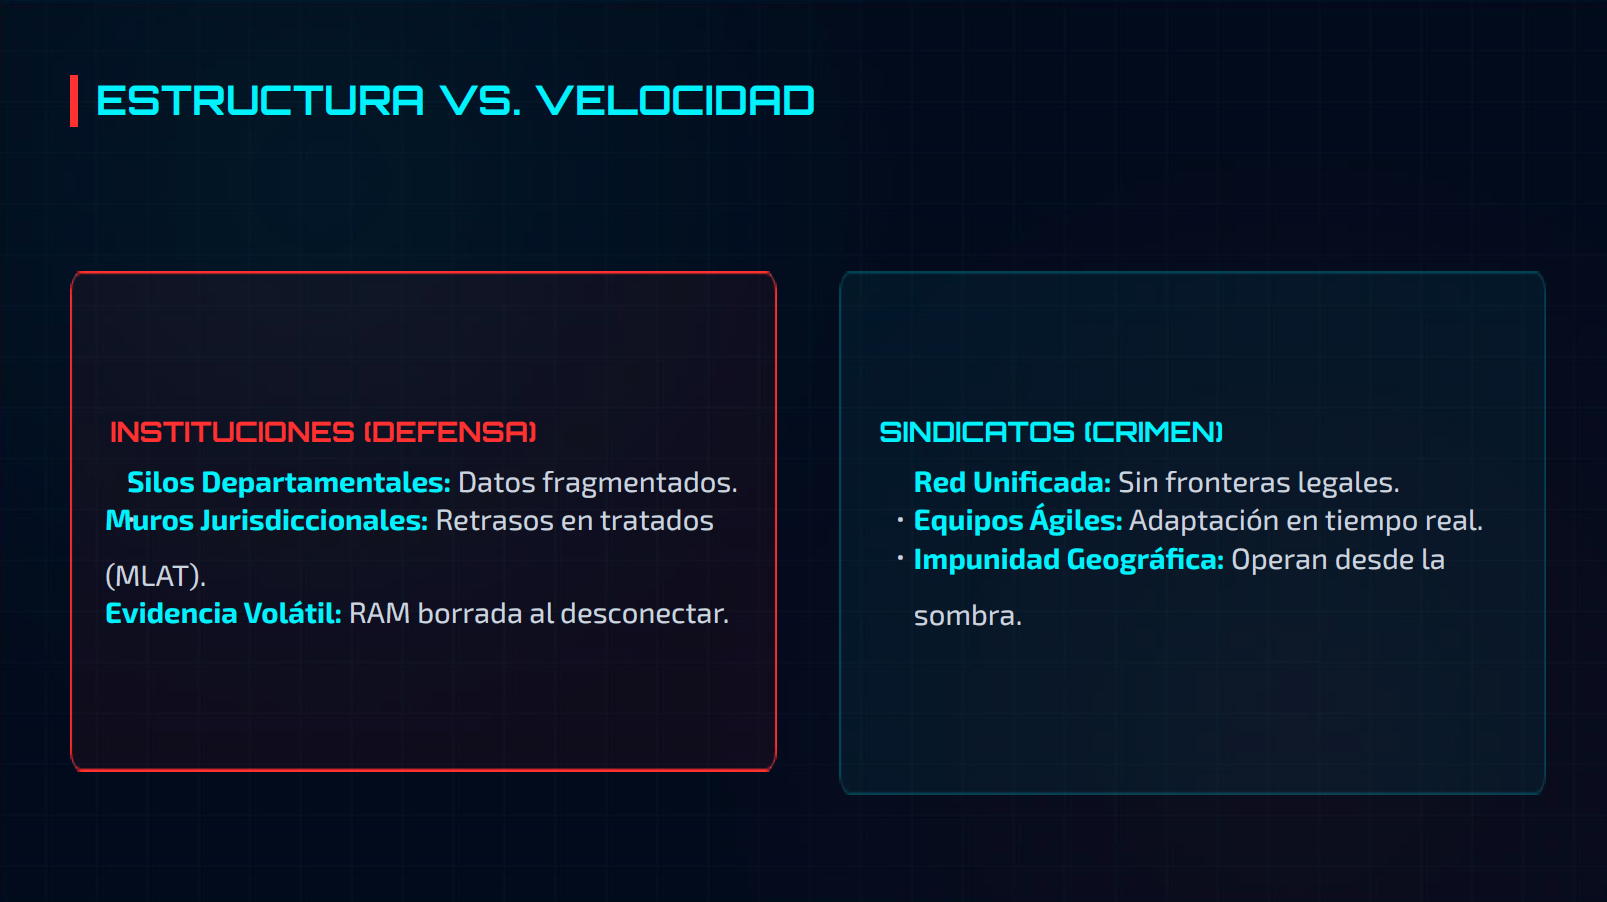 ESTRUCTURA VS. VELOCIDAD
INSTITUCIONES (DEFENSA)
Silos Departamentales: Datos fragmentados.
Muros Jurisdiccionales: Retrasos en tratados
(MLAT).
Evidencia Volátil: RAM borrada al desconectar.
SINDICATOS (CRIMEN)
Red Unificada: Sin fronteras legales.
· Equipos Ágiles: Adaptación en tiempo real.
· Impunidad Geográfica: Operan desde la
sombra.